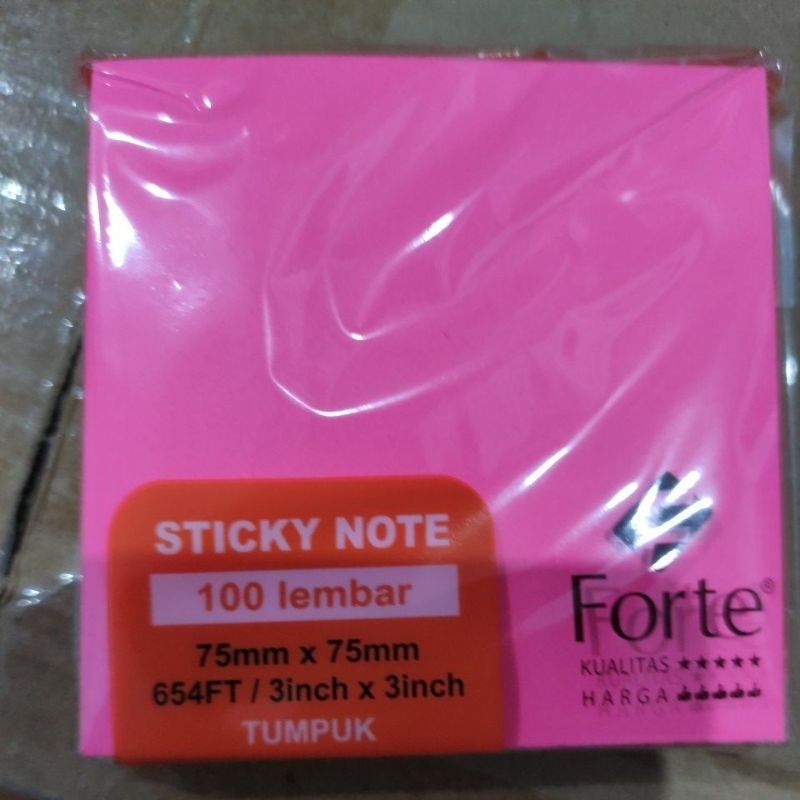 STICKY NOTE
100 lembar
75mm x 75mm
654FT / 3inch x 3inch
TUMPUK
Forte®
KUALITAS ★★★★★
HARGA 👍👍👍👍👍